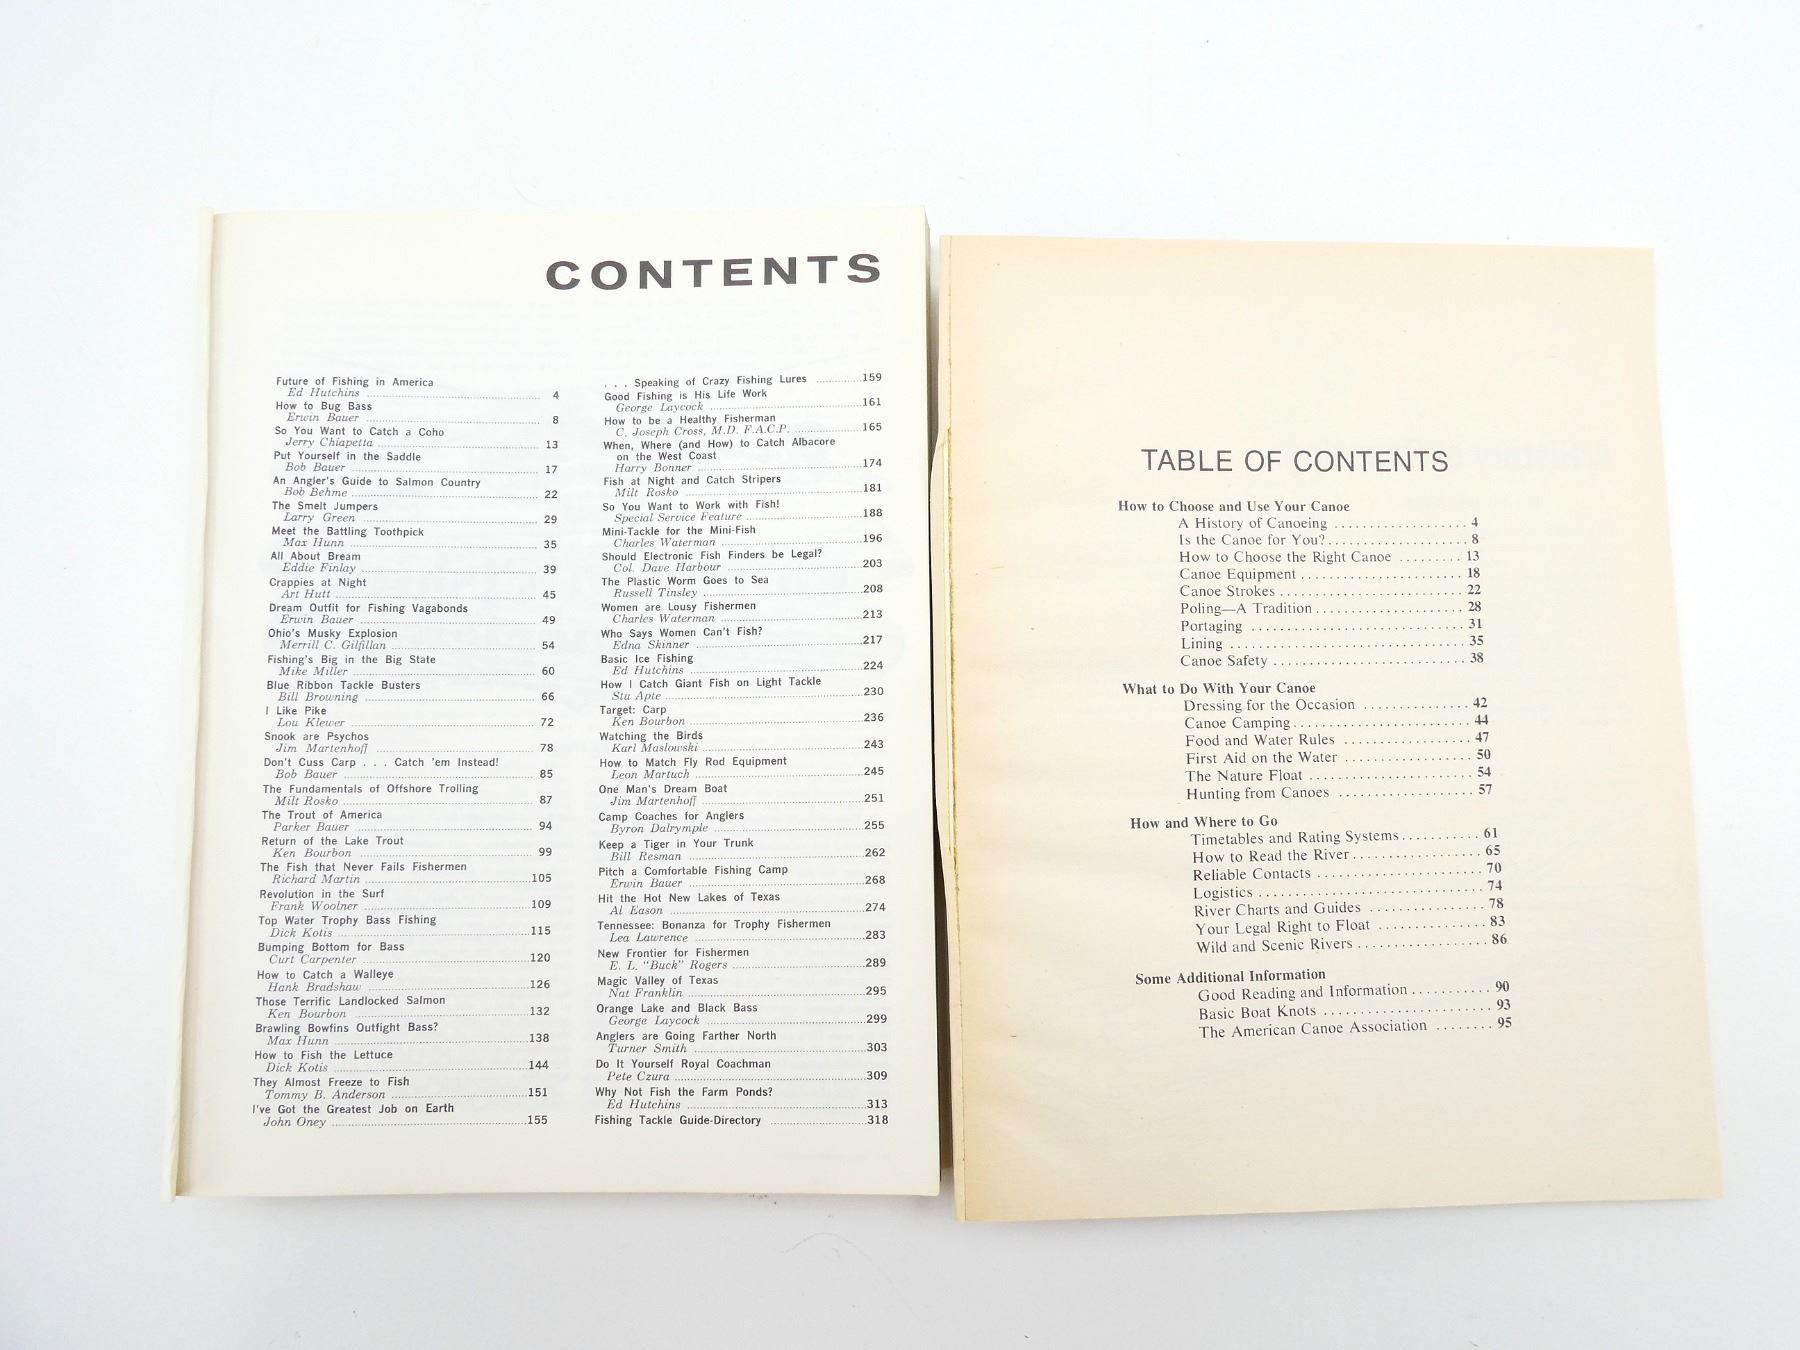 CONTENTS
Future of Fishing in America
Ed Hutchins ........ 4
How to Bug Bass
Erwin Bauer ........ 8
So You Want to Catch a Coho
Jerry Chiapetta ........ 13
Put Yourself in the Saddle
Bob Bauer ........ 17
An Angler's Guide to Salmon Country
Bob Behme ........ 22
The Smelt Jumpers
Larry Green ........ 29
Meet the Battling Toothpick
Max Hunn ........ 35
All About Bream
Eddie Finlay ........ 39
Crappies at Night
Art Hutt ........ 45
Dream Outfit for Fishing Vagabonds
Erwin Bauer ........ 49
Ohio's Musky Explosion
Merrill C. Gilfillan ........ 54
Fishing's Big in the Big State
Mike Miller ........ 60
Blue Ribbon Tackle Busters
Bill Browning ........ 66
I Like Pike
Lou Klewer ........ 72
Snook are Psychos
Jim Martenhoff ........ 78
Don't Cuss Carp . . . Catch 'em Instead!
Bob Bauer ........ 85
The Fundamentals of Offshore Trolling
Milt Rosko ........ 87
The Trout of America
Parker Bauer ........ 94
Return of the Lake Trout
Ken Bourbon ........ 99
The Fish that Never Fails Fishermen
Richard Martin ........ 105
Revolution in the Surf
Frank Woolner ........ 109
Top Water Trophy Bass Fishing
Dick Kotis ........ 115
Bumping Bottom for Bass
Curt Carpenter ........ 120
How to Catch a Walleye
Hank Bradshaw ........ 126
Those Terrific Landlocked Salmon
Ken Bourbon ........ 132
Brawling Bowfins Outfight Bass?
Max Hunn ........ 138
How to Fish the Lettuce
Dick Kotis ........ 144
They Almost Freeze to Fish
Tommy B. Anderson ........ 151
I've Got the Greatest Job on Earth
John Oney ........ 155
. . . Speaking of Crazy Fishing Lures ........ 159
Good Fishing is His Life Work
George Laycock ........ 161
How to be a Healthy Fisherman
C. Joseph Cross, M.D. F.A.C.P. ........ 165
When, Where (and How) to Catch Albacore
on the West Coast
Harry Bonner ........ 174
Fish at Night and Catch Stripers
Milt Rosko ........ 181
So You Want to Work with Fish!
Special Service Feature ........ 188
Mini-Tackle for the Mini-Fish
Charles Waterman ........ 196
Should Electronic Fish Finders be Legal?
Col. Dave Harbour ........ 203
The Plastic Worm Goes to Sea
Russell Tinsley ........ 208
Women are Lousy Fishermen
Charles Waterman ........ 213
Who Says Women Can't Fish?
Edna Skinner ........ 217
Basic Ice Fishing
Ed Hutchins ........ 224
How I Catch Giant Fish on Light Tackle
Stu Apte ........ 230
Target: Carp
Ken Bourbon ........ 236
Watching the Birds
Karl Maslowski ........ 243
How to Match Fly Rod Equipment
Leon Martuch ........ 245
One Man's Dream Boat
Jim Martenhoff ........ 251
Camp Coaches for Anglers
Byron Dalrymple ........ 255
Keep a Tiger in Your Trunk
Bill Resman ........ 262
Pitch a Comfortable Fishing Camp
Erwin Bauer ........ 268
Hit the Hot New Lakes of Texas
Al Eason ........ 274
Tennessee: Bonanza for Trophy Fishermen
Lea Lawrence ........ 283
New Frontier for Fishermen
E. L. "Buck" Rogers ........ 289
Magic Valley of Texas
Nat Franklin ........ 295
Orange Lake and Black Bass
George Laycock ........ 299
Anglers are Going Farther North
Turner Smith ........ 303
Do It Yourself Royal Coachman
Pete Czura ........ 309
Why Not Fish the Farm Ponds?
Ed Hutchins ........ 313
Fishing Tackle Guide-Directory ........ 318
TABLE OF CONTENTS
How to Choose and Use Your Canoe
A History of Canoeing ........ 4
Is the Canoe for You? ........ 8
How to Choose the Right Canoe ........ 13
Canoe Equipment ........ 18
Canoe Strokes ........ 22
Poling—A Tradition ........ 28
Portaging ........ 31
Lining ........ 35
Canoe Safety ........ 38
What to Do With Your Canoe
Dressing for the Occasion ........ 42
Canoe Camping ........ 44
Food and Water Rules ........ 47
First Aid on the Water ........ 50
The Nature Float ........ 54
Hunting from Canoes ........ 57
How and Where to Go
Timetables and Rating Systems ........ 61
How to Read the River ........ 65
Reliable Contacts ........ 70
Logistics ........ 74
River Charts and Guides ........ 78
Your Legal Right to Float ........ 83
Wild and Scenic Rivers ........ 86
Some Additional Information
Good Reading and Information ........ 90
Basic Boat Knots ........ 93
The American Canoe Association ........ 95